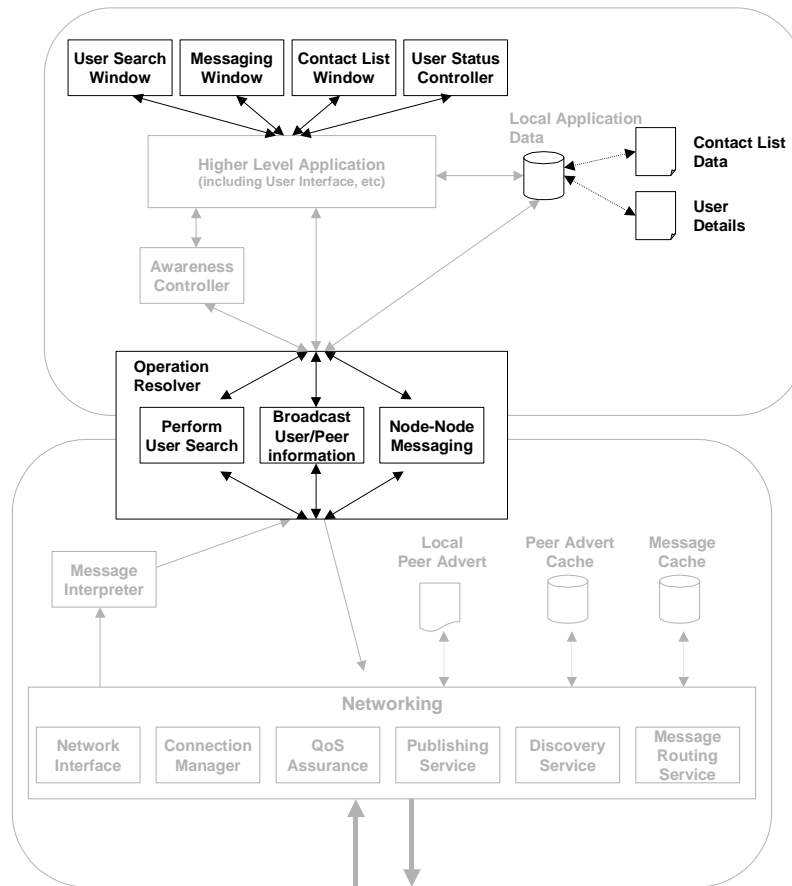 User Search
Window
Messaging
Window
Contact List
Window
User Status
Controller
Local Application
Data
Contact List
Data
User
Details
Higher Level Application
(including User Interface, etc)
Awareness
Controller
Operation
Resolver
Perform
User Search
Broadcast
User/Peer
information
Node-Node
Messaging
Message
Interpreter
Local
Peer Advert
Peer Advert
Cache
Message
Cache
Networking
Network
Interface
Connection
Manager
QoS
Assurance
Publishing
Service
Discovery
Service
Message
Routing
Service